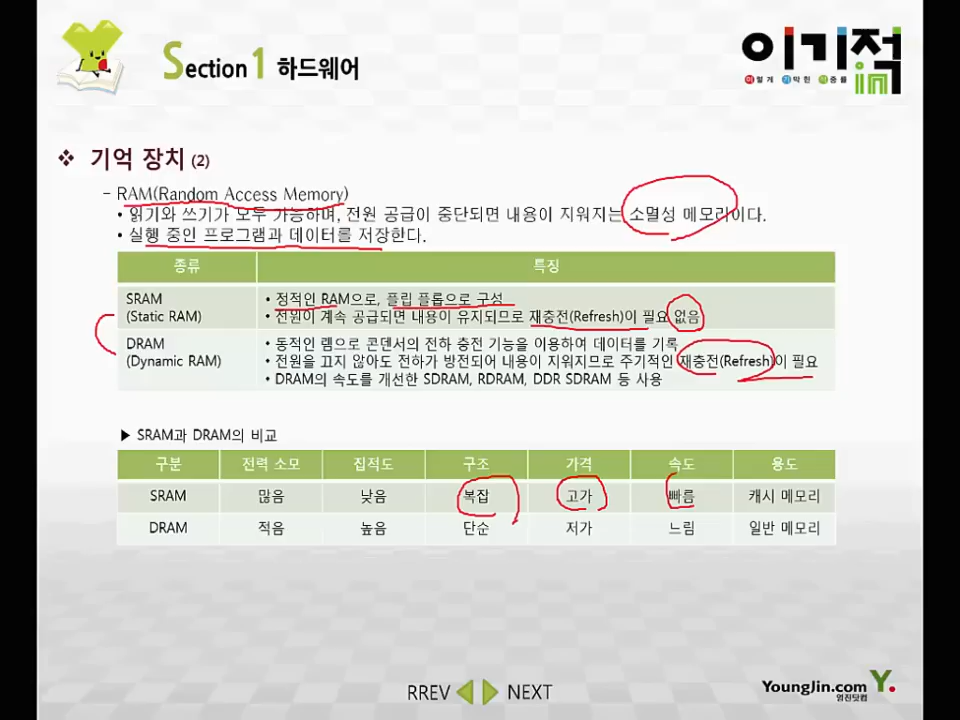 Section 1 하드웨어
이기적in
이렇게 기막힌 적중률
❖ 기억 장치 (2)
– RAM(Random Access Memory)
• 읽기와 쓰기가 모두 가능하며, 전원 공급이 중단되면 내용이 지워지는 소멸성 메모리이다.
• 실행 중인 프로그램과 데이터를 저장한다.
종류 특징
SRAM
(Static RAM)
• 정적인 RAM으로, 플립 플롭으로 구성
• 전원이 계속 공급되면 내용이 유지되므로 재충전(Refresh)이 필요 없음
DRAM
(Dynamic RAM)
• 동적인 램으로 콘덴서의 전하 충전 기능을 이용하여 데이터를 기록
• 전원을 끄지 않아도 전하가 방전되어 내용이 지워지므로 주기적인 재충전(Refresh)이 필요
• DRAM의 속도를 개선한 SDRAM, RDRAM, DDR SDRAM 등 사용
▶ SRAM과 DRAM의 비교
구분 전력 소모 집적도 구조 가격 속도 용도
SRAM 많음 낮음 복잡 고가 빠름 캐시 메모리
DRAM 적음 높음 단순 저가 느림 일반 메모리
RREV NEXT
YoungJin.com Y.
영진닷컴